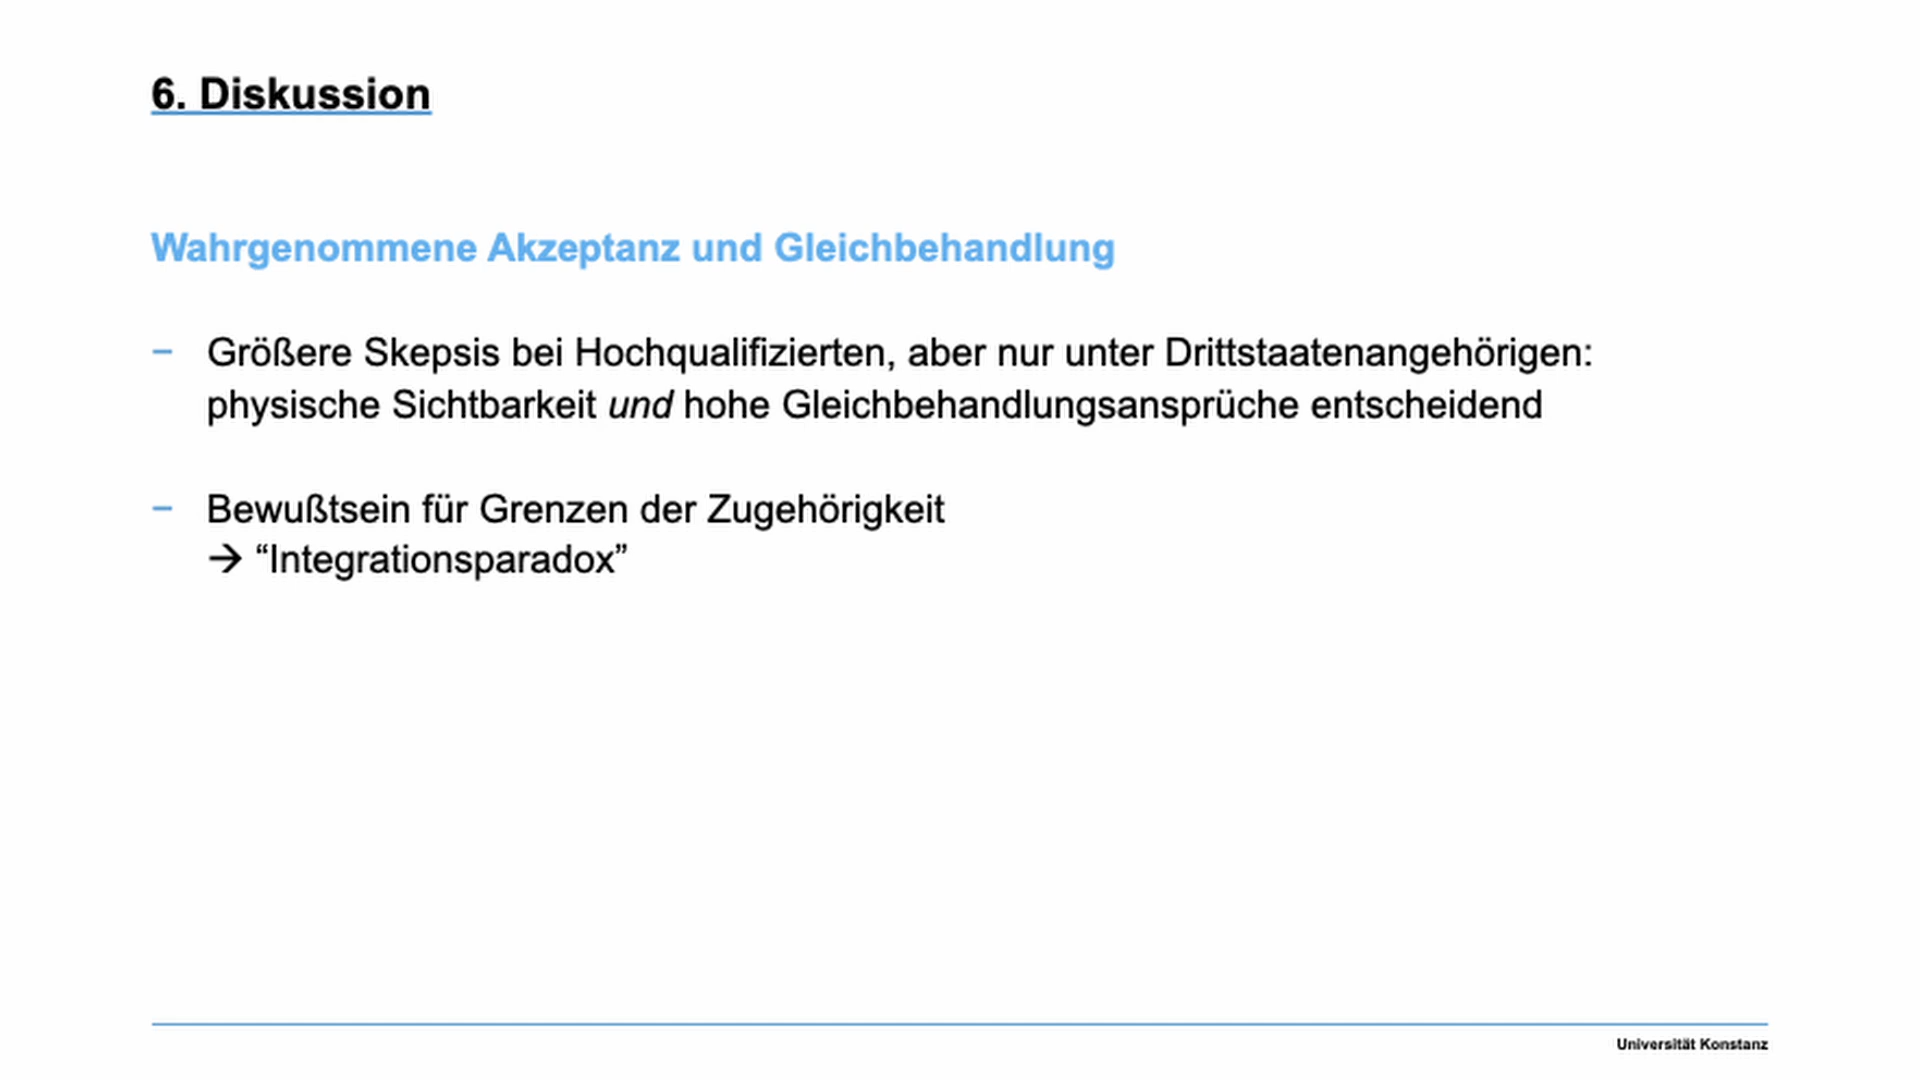 6. Diskussion
Wahrgenommene Akzeptanz und Gleichbehandlung
– Größere Skepsis bei Hochqualifizierten, aber nur unter Drittstaatenangehörigen:
physische Sichtbarkeit und hohe Gleichbehandlungsansprüche entscheidend
– Bewußtsein für Grenzen der Zugehörigkeit
→ “Integrationsparadox”
Universität Konstanz